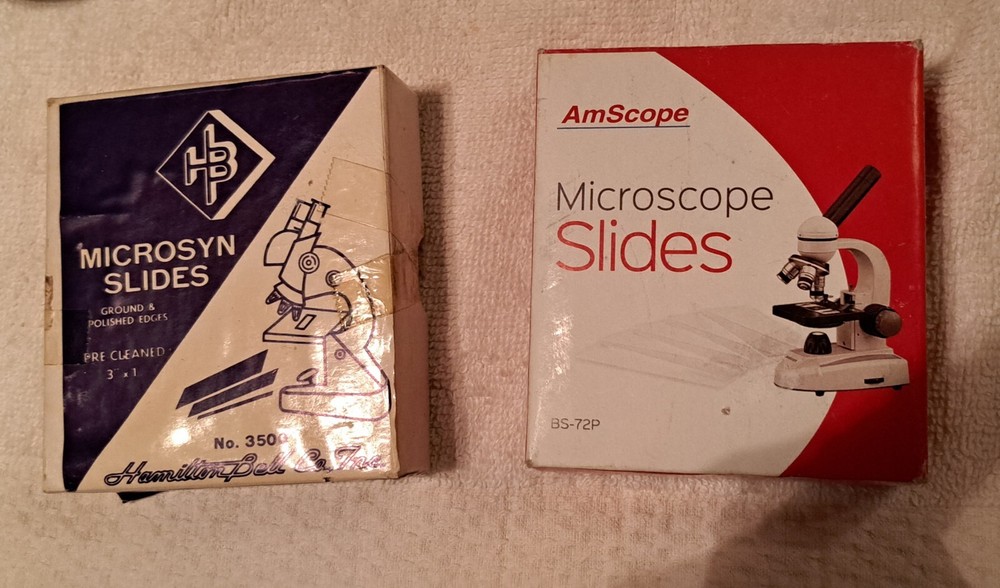 HBP
MICROSYN
SLIDES
GROUND &
POLISHED EDGES
PRE CLEANED
3" x 1
No. 3500
Hamilton Bell Co. Inc
AmScope
Microscope
Slides
BS-72P